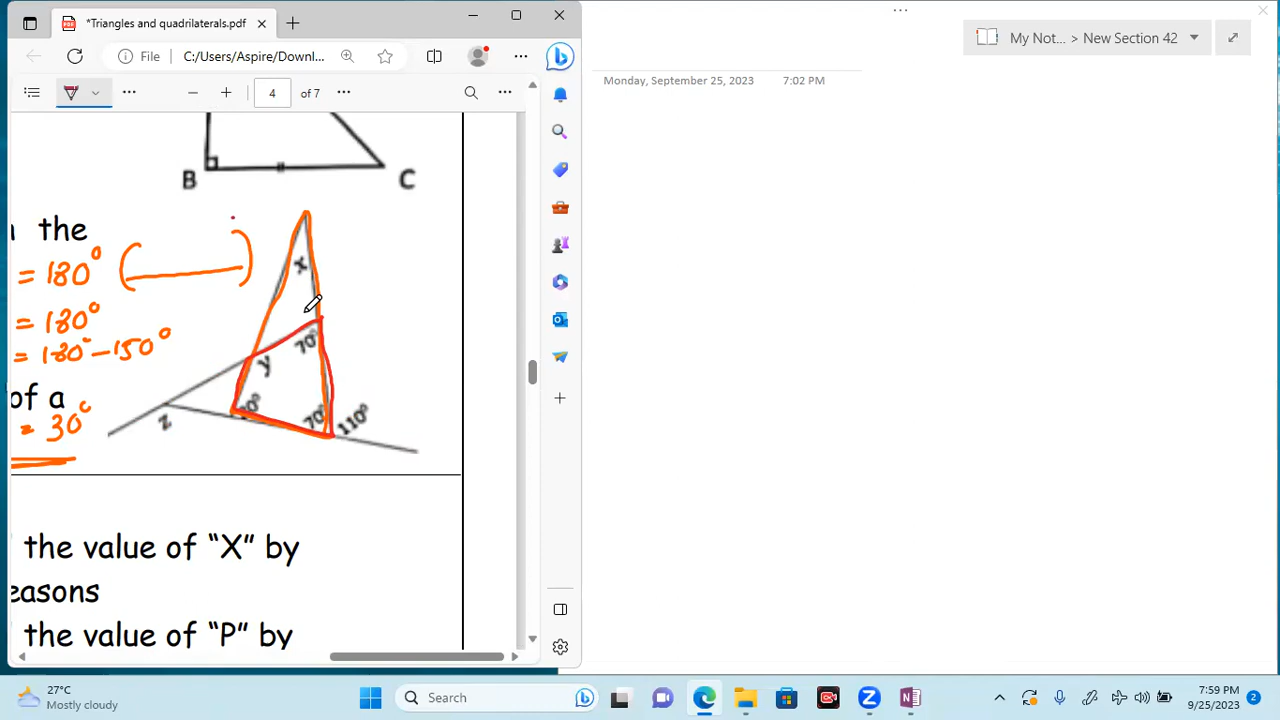 *Triangles and quadrilaterals.pdf
File
C:/Users/Aspire/Downl...
4 of 7
My Not... > New Section 42
Monday, September 25, 2023 7:02 PM
B
C
the
= 180° ( )
x
= 180°
= 180° - 150°
70°
y
of a
= 30°
70°
110°
z
the value of “X” by
easons
the value of “P” by
27°C
Mostly cloudy
Search
7:59 PM
9/25/2023
2